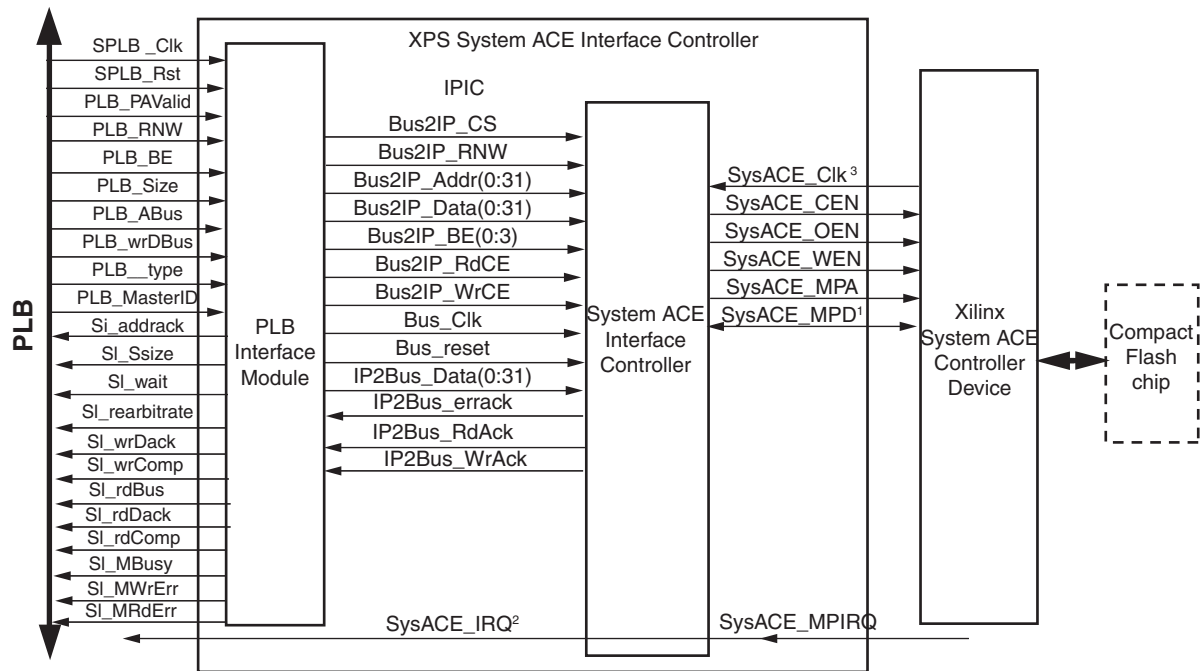 XPS System ACE Interface Controller
PLB
SPLB _Clk
SPLB_Rst
PLB_PAValid
PLB_RNW
PLB_BE
PLB_Size
PLB_ABus
PLB_wrDBus
PLB__type
PLB_MasterID
Si_addrack
Sl_Ssize
Sl_wait
Sl_rearbitrate
Sl_wrDack
Sl_wrComp
Sl_rdBus
Sl_rdDack
Sl_rdComp
Sl_MBusy
Sl_MWrErr
Sl_MRdErr
PLB
Interface
Module
IPIC
Bus2IP_CS
Bus2IP_RNW
Bus2IP_Addr(0:31)
Bus2IP_Data(0:31)
Bus2IP_BE(0:3)
Bus2IP_RdCE
Bus2IP_WrCE
Bus_Clk
Bus_reset
IP2Bus_Data(0:31)
IP2Bus_errack
IP2Bus_RdAck
IP2Bus_WrAck
System ACE
Interface
Controller
SysACE_Clk³
SysACE_CEN
SysACE_OEN
SysACE_WEN
SysACE_MPA
SysACE_MPD¹
Xilinx
System ACE
Controller
Device
Compact
Flash
chip
SysACE_IRQ²
SysACE_MPIRQ